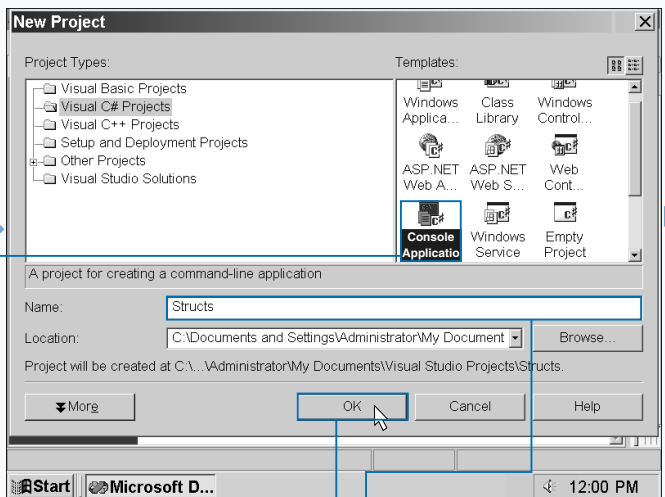 New Project
Project Types:
Templates:
Visual Basic Projects
Visual C# Projects
Visual C++ Projects
Setup and Deployment Projects
Other Projects
Visual Studio Solutions
Windows Applica...
Class Library
Windows Control...
ASP.NET Web A...
ASP.NET Web S...
Web Cont...
Console Applicatio
Windows Service
Empty Project
A project for creating a command-line application
Name:
Structs
Location:
C:\Documents and Settings\Administrator\My Document
Browse...
Project will be created at C:\...\Administrator\My Documents\Visual Studio Projects\Structs.
More
OK
Cancel
Help
Start
Microsoft D...
12:00 PM